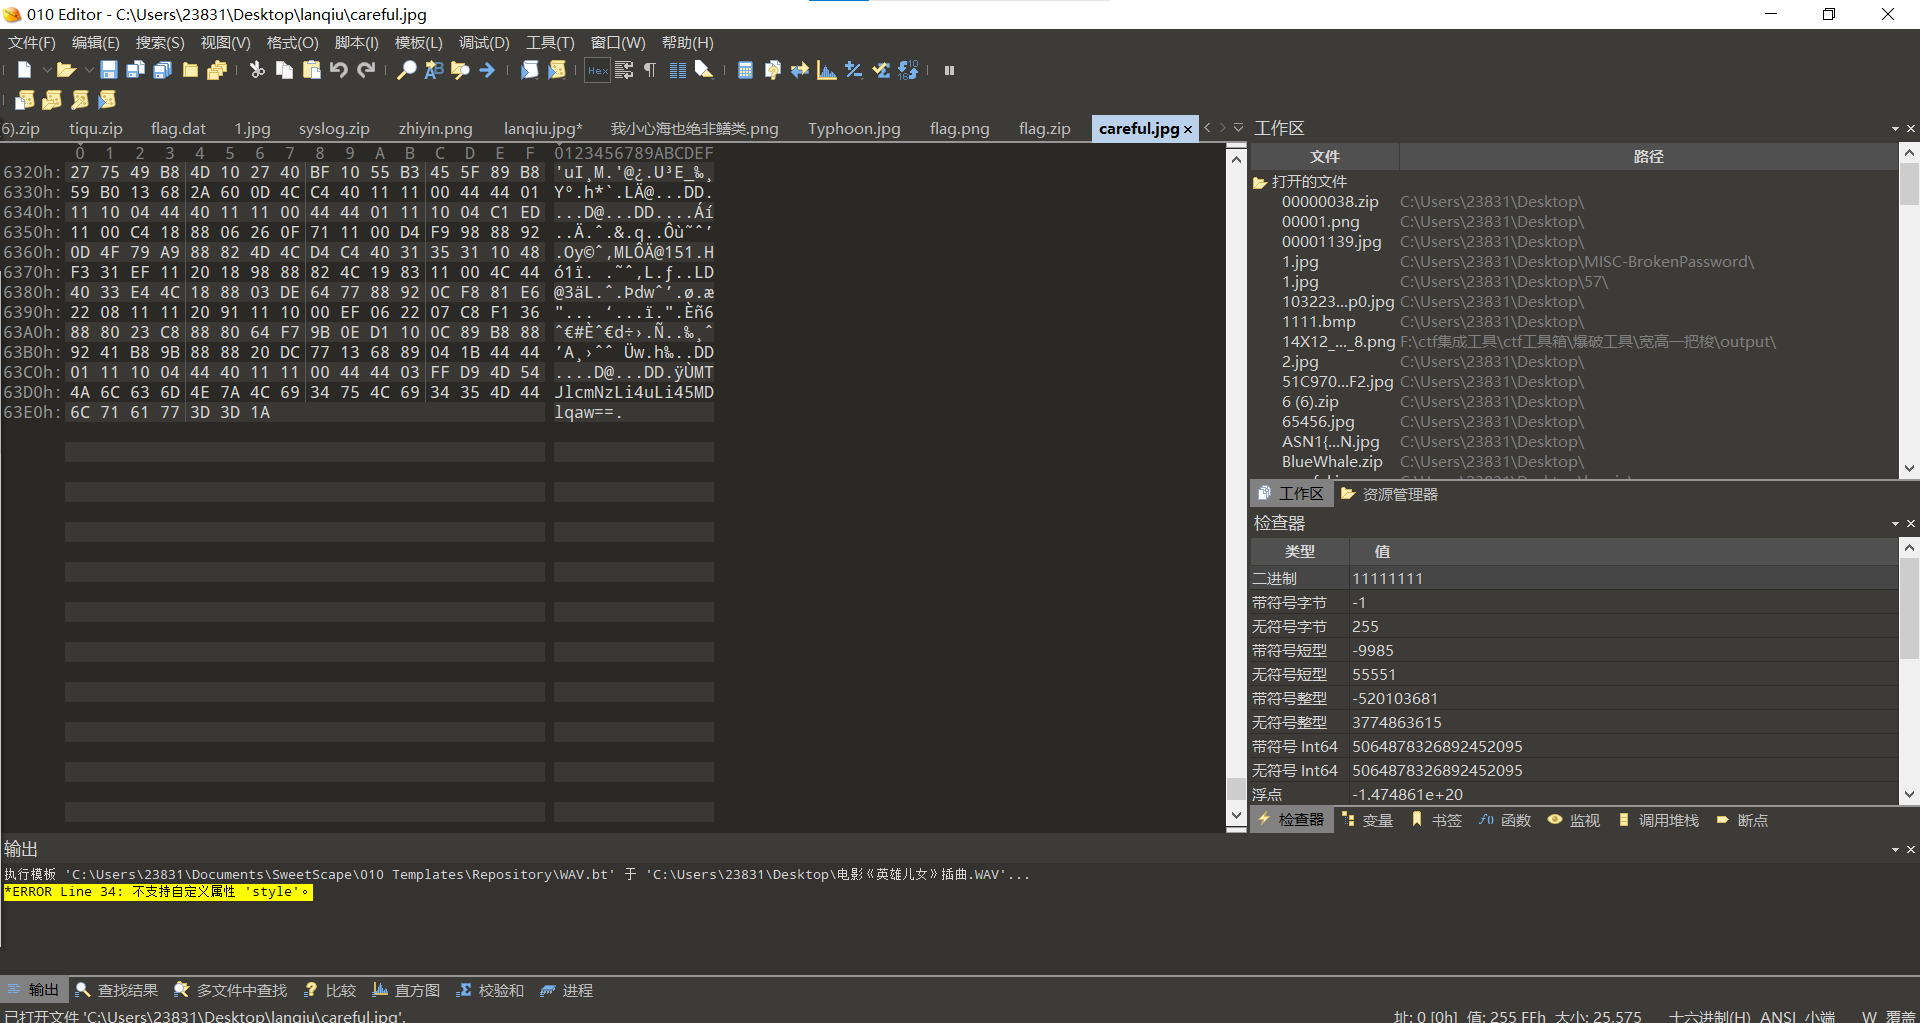 010 Editor - C:\Users\23831\Desktop\lanqiu\careful.jpg
文件(F) 编辑(E) 搜索(S) 视图(V) 格式(O) 脚本(I) 模板(L) 调试(D) 工具(T) 窗口(W) 帮助(H)
6).zip tiqu.zip flag.dat 1.jpg syslog.zip zhiyin.png lanqiu.jpg* 我小心海也绝非鳝类.png Typhoon.jpg flag.png flag.zip careful.jpg
0 1 2 3 4 5 6 7 8 9 A B C D E F 0123456789ABCDEF
6320h: 27 75 49 B8 4D 10 27 40 BF 10 55 B3 45 5F 89 B8 'uI¸M.'@¿.U³E_‰¸
6330h: 59 B0 13 68 2A 60 0D 4C C4 40 11 11 00 44 44 01 Y°.h*`.LÄ@...DD.
6340h: 11 10 04 44 40 11 11 00 44 44 01 11 10 04 C1 ED ...D@...DD....Áí
6350h: 11 00 C4 18 88 06 26 0F 71 11 00 D4 F9 98 88 92 ..Ä.ˆ.&.q..Ôù˜ˆ’
6360h: 0D 4F 79 A9 88 82 4D 4C D4 C4 40 31 35 31 10 48 .Oy©ˆ‚MLÔÄ@151.H
6370h: F3 31 EF 11 20 18 98 88 82 4C 19 83 11 00 4C 44 ó1ï. .˜ˆ‚L.ƒ..LD
6380h: 40 33 E4 4C 18 88 03 DE 64 77 88 92 0C F8 81 E6 @3äL.ˆ.Þdwˆ’.ø.æ
6390h: 22 08 11 11 20 91 11 10 00 EF 06 22 07 C8 F1 36 "... ‘...ï.".Èñ6
63A0h: 88 80 23 C8 88 80 64 F7 9B 0E D1 10 0C 89 B8 88 ˆ€#Èˆ€d÷›.Ñ..‰¸ˆ
63B0h: 92 41 B8 9B 88 88 20 DC 77 13 68 89 04 1B 44 44 ’A¸›ˆˆ Üw.h‰..DD
63C0h: 01 11 10 04 44 40 11 11 00 44 44 03 FF D9 4D 54 ....D@...DD.ÿÙMT
63D0h: 4A 6C 63 6D 4E 7A 4C 69 34 75 4C 69 34 35 4D 44 JlcmNzLi4uLi45MD
63E0h: 6C 71 61 77 3D 3D 1A lqaw==.
工作区
文件 路径
打开的文件
00000038.zip C:\Users\23831\Desktop\
00001.png C:\Users\23831\Desktop\
00001139.jpg C:\Users\23831\Desktop\
1.jpg C:\Users\23831\Desktop\MISC-BrokenPassword\
1.jpg C:\Users\23831\Desktop\57\
103223...p0.jpg C:\Users\23831\Desktop\
1111.bmp C:\Users\23831\Desktop\
14X12_..._8.png F:\ctf集成工具\ctf工具箱\爆破工具\宽高一把梭\output\
2.jpg C:\Users\23831\Desktop\
51C970...F2.jpg C:\Users\23831\Desktop\
6 (6).zip C:\Users\23831\Desktop\
65456.jpg C:\Users\23831\Desktop\
ASN1{...N.jpg C:\Users\23831\Desktop\
BlueWhale.zip C:\Users\23831\Desktop\
工作区 资源管理器
检查器
类型 值
二进制 11111111
带符号字节 -1
无符号字节 255
带符号短型 -9985
无符号短型 55551
带符号整型 -520103681
无符号整型 3774863615
带符号 Int64 5064878326892452095
无符号 Int64 5064878326892452095
浮点 -1.474861e+20
检查器 变量 书签 函数 监视 调用堆栈 断点
输出
执行模板 'C:\Users\23831\Documents\SweetScape\010 Templates\Repository\WAV.bt' 于 'C:\Users\23831\Desktop\电影《英雄儿女》插曲.WAV'...
*ERROR Line 34: 不支持自定义属性 'style'。
输出 查找结果 多文件中查找 比较 直方图 校验和 进程
已打开文件 'C:\Users\23831\Desktop\lanqiu\careful.jpg'.
址: 0 [0h] 值: 255 FFh 大小: 25,575 十六进制(H) ANSI 小端 W 覆盖